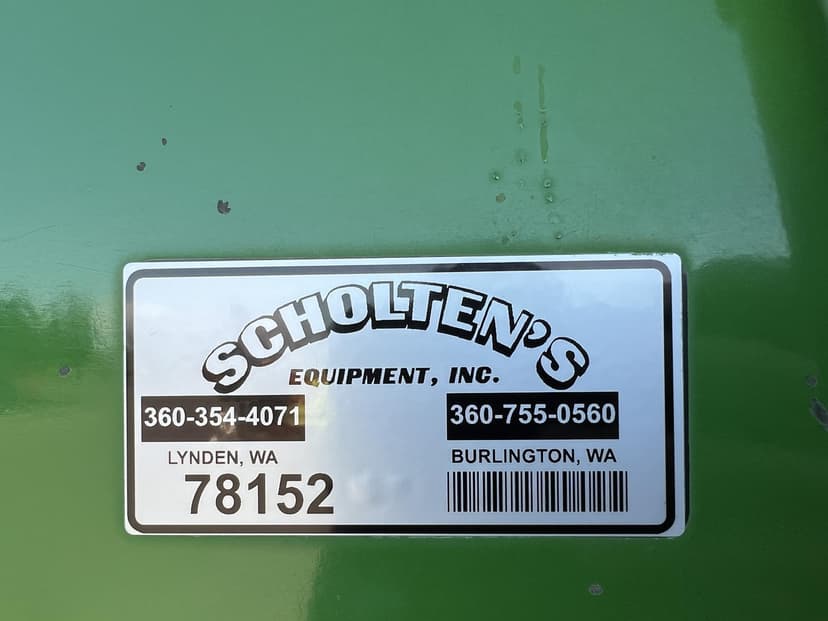 SCHOLTEN'S
EQUIPMENT, INC.
360-354-4071 360-755-0560
LYNDEN, WA BURLINGTON, WA
78152